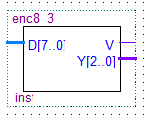 enc8_3
D[7..0] V
Y[2..0]
ins